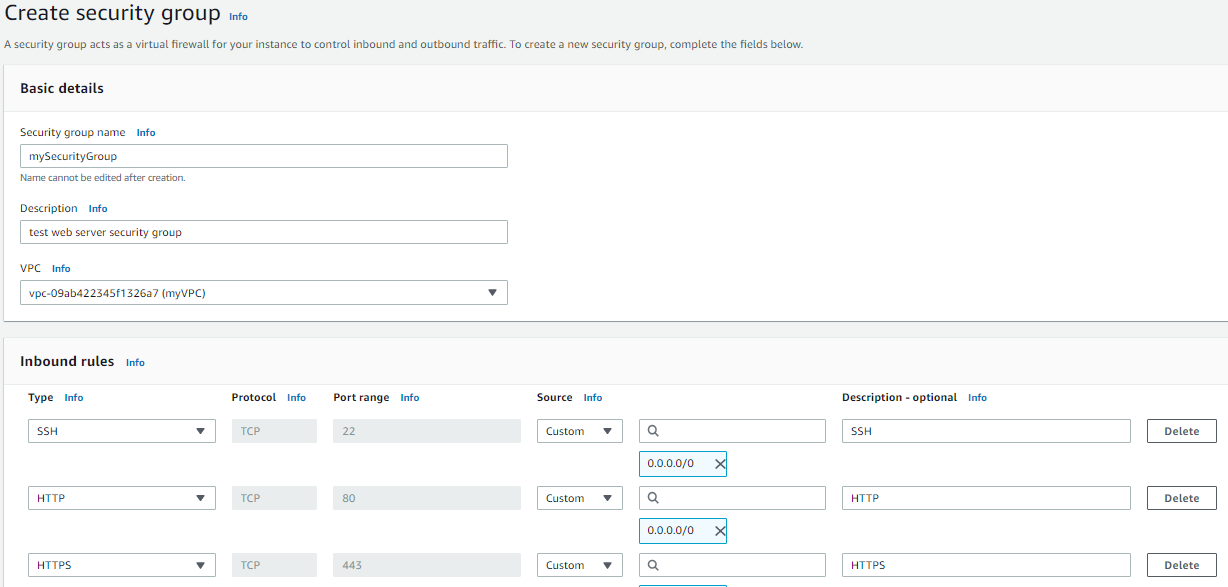 Create security group Info
A security group acts as a virtual firewall for your instance to control inbound and outbound traffic. To create a new security group, complete the fields below.
Basic details
Security group name Info
mySecurityGroup
Name cannot be edited after creation.
Description Info
test web server security group
VPC Info
vpc-09ab422345f1326a7 (myVPC)
Inbound rules Info
Type Info Protocol Info Port range Info Source Info Description - optional Info
SSH TCP 22 Custom SSH Delete
0.0.0.0/0
HTTP TCP 80 Custom HTTP Delete
0.0.0.0/0
HTTPS TCP 443 Custom HTTPS Delete